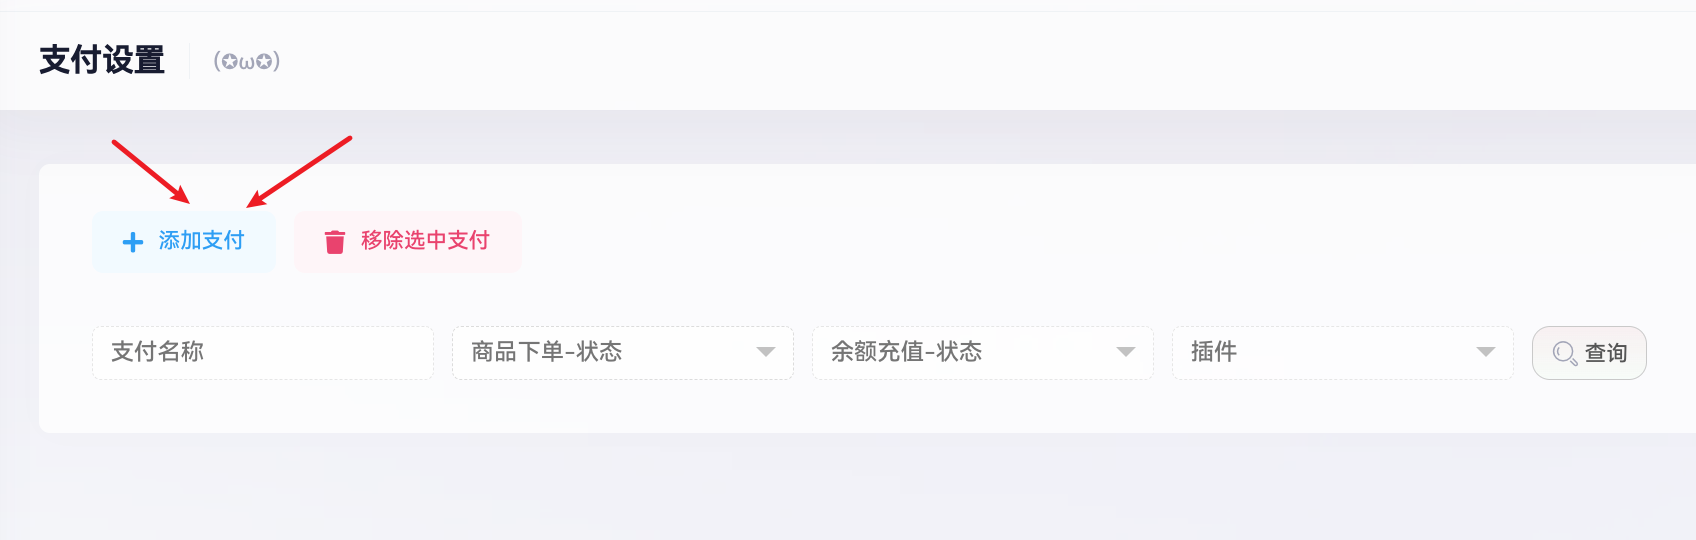 支付设置
(✪ω✪)
添加支付
移除选中支付
支付名称
商品下单-状态
余额充值-状态
插件
查询